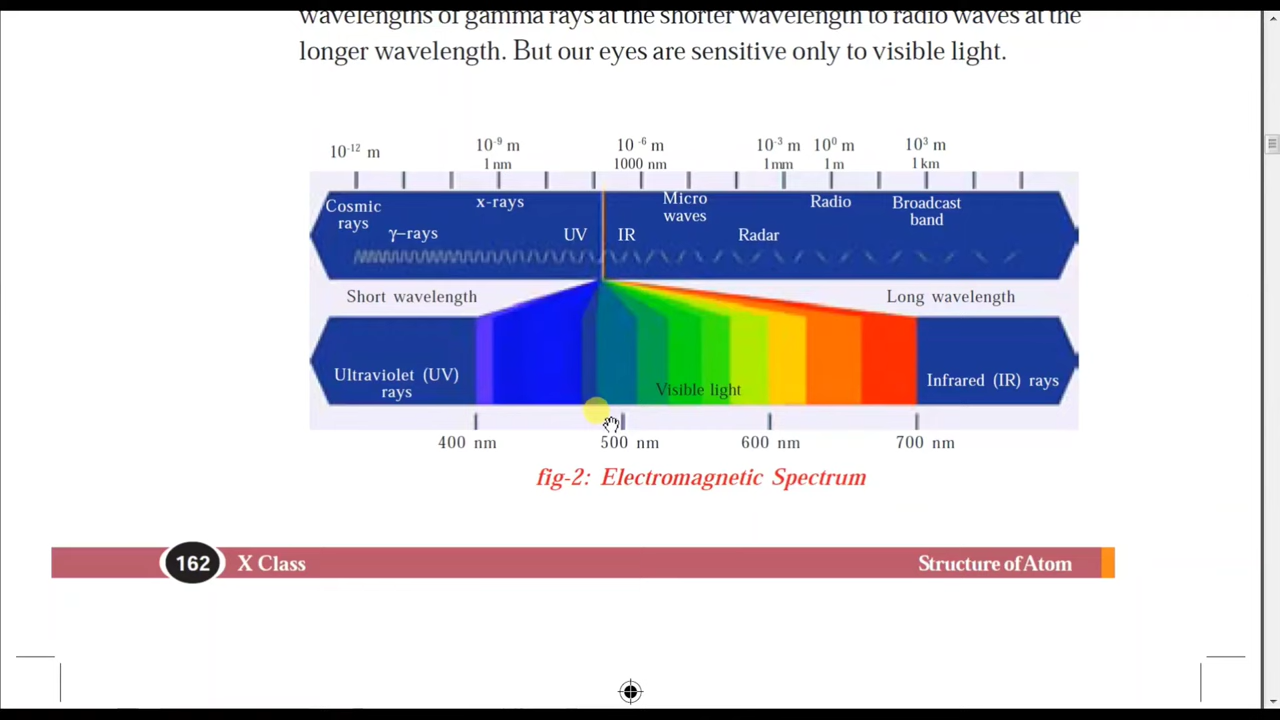 wavelengths of gamma rays at the shorter wavelength to radio waves at the
longer wavelength. But our eyes are sensitive only to visible light.
10⁻¹² m 10⁻⁹ m 10⁻⁶ m 10⁻³ m 10⁰ m 10³ m
1 nm 1000 nm 1mm 1 m 1 km
Cosmic rays
γ–rays
x-rays
UV
IR
Micro waves
Radar
Radio
Broadcast band
Short wavelength Long wavelength
Ultraviolet (UV) rays
Visible light
Infrared (IR) rays
400 nm 500 nm 600 nm 700 nm
fig-2: Electromagnetic Spectrum
162 X Class Structure of Atom